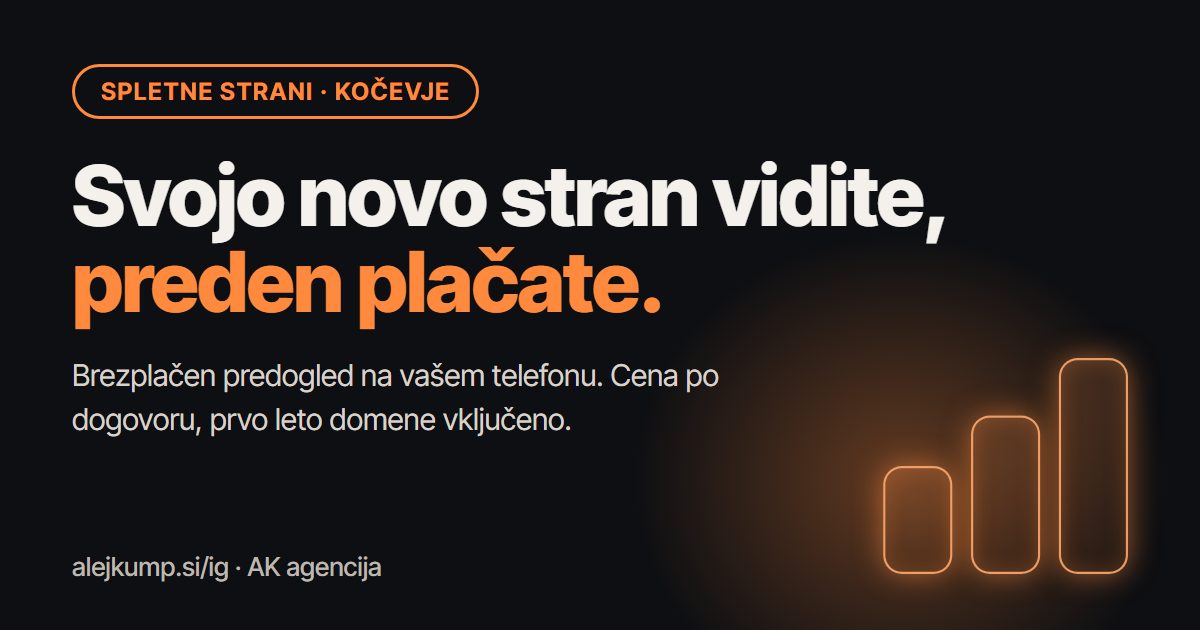 SPLETNE STRANI · KOČEVJE
Svojo novo stran vidite,
preden plačate.
Brezplačen predogled na vašem telefonu. Cena po
dogovoru, prvo leto domene vključeno.
alejkump.si/ig · AK agencija